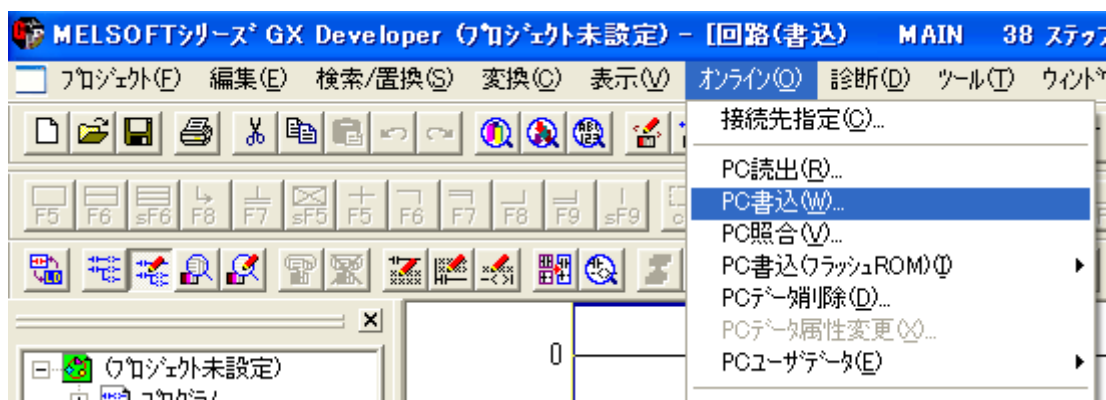 MELSOFTシリーズ GX Developer (プロジェクト未設定) - [回路(書込) MAIN 38 ステップ
プロジェクト(F) 編集(E) 検索/置換(S) 変換(C) 表示(V) オンライン(O) 診断(D) ツール(T) ウィンドウ
接続先指定(C)...
PC読出(R)...
F5 F6 sF6 F8 F7 sF5 F5 F6 F7 F8 F9 sF9 c
PC書込(W)...
PC照合(V)...
PC書込(フラッシュROM)(I)
PCデータ削除(D)...
PCデータ属性変更(X)...
0
(プロジェクト未設定)
PCユーザデータ(E)
プログラム